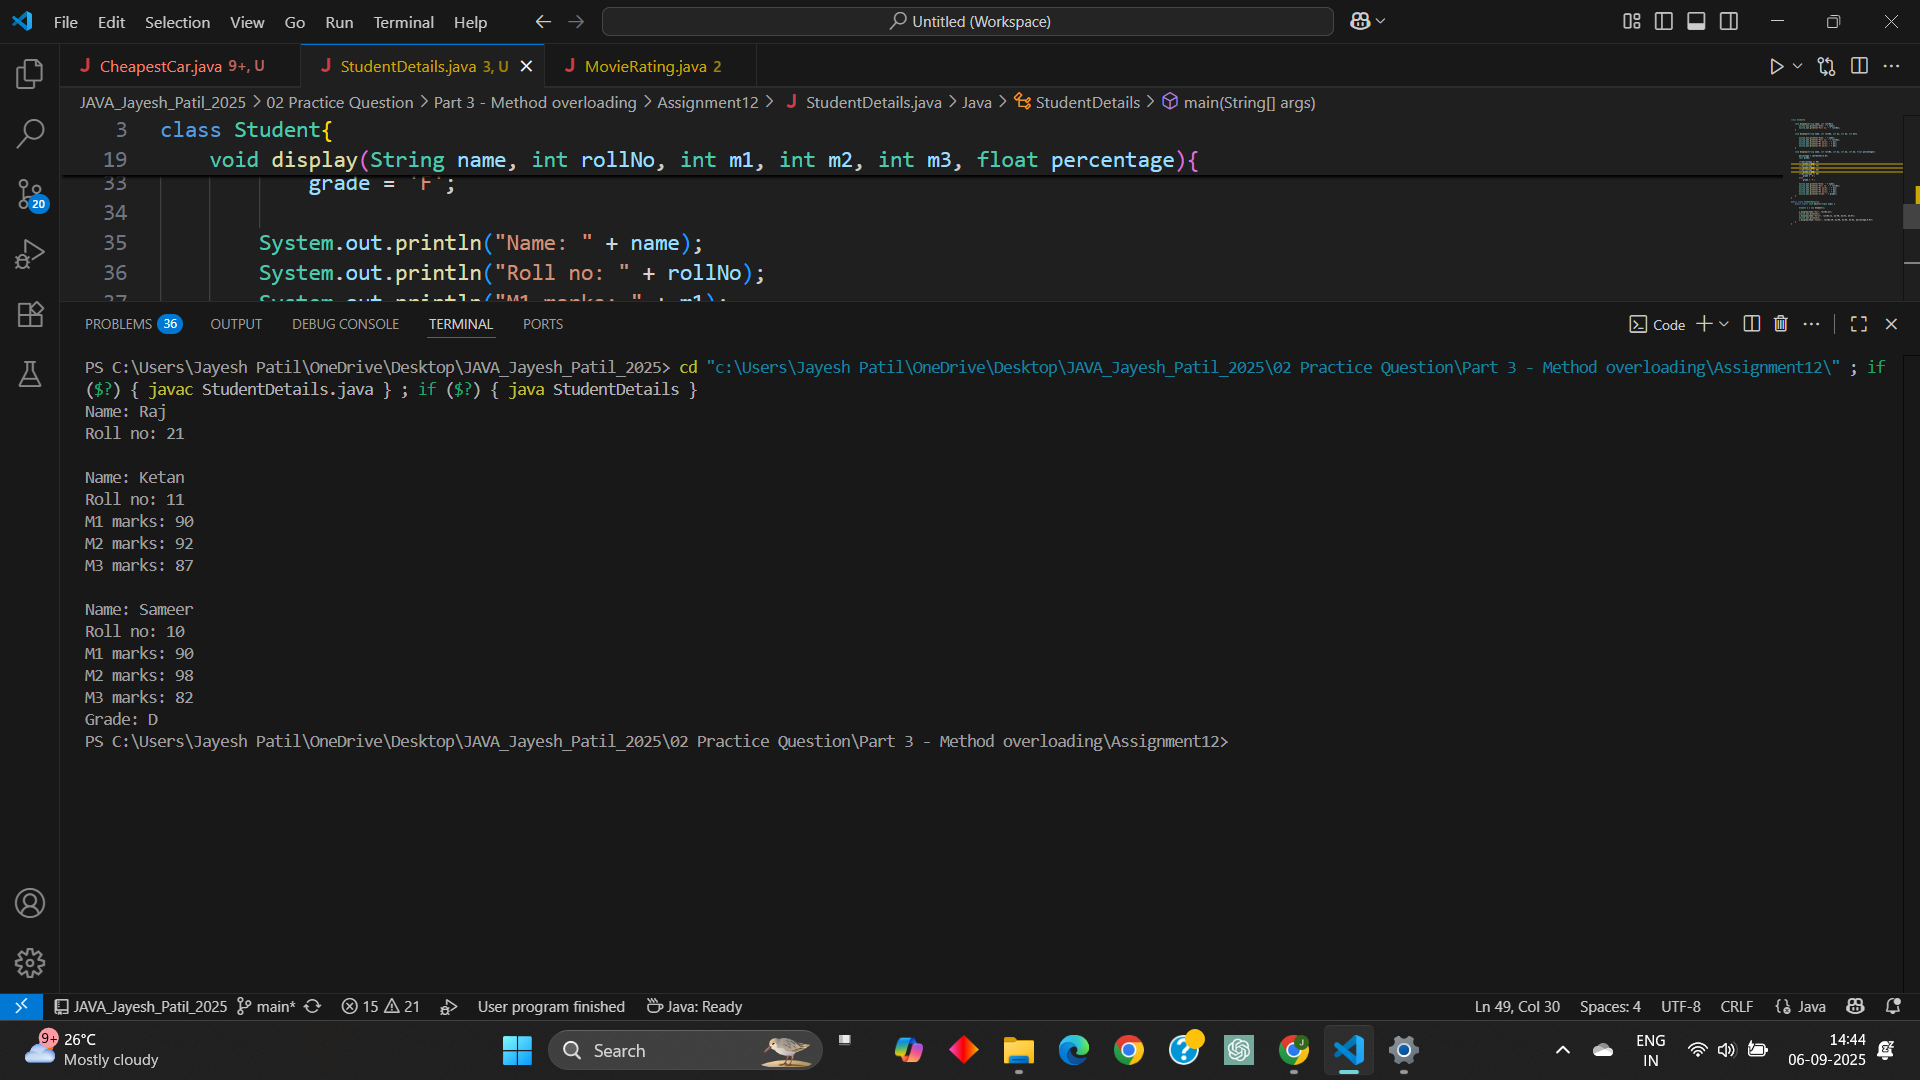 File Edit Selection View Go Run Terminal Help
Untitled (Workspace)
CheapestCar.java 9+, U
StudentDetails.java 3, U
MovieRating.java 2
JAVA_Jayesh_Patil_2025 > 02 Practice Question > Part 3 - Method overloading > Assignment12 > StudentDetails.java > Java > StudentDetails > main(String[] args)
3 class Student{
19 void display(String name, int rollNo, int m1, int m2, int m3, float percentage){
33 grade = 'F';
34
35 System.out.println("Name: " + name);
36 System.out.println("Roll no: " + rollNo);
37 System.out.println("M1 marks: " + m1);
20
PROBLEMS 36 OUTPUT DEBUG CONSOLE TERMINAL PORTS
Code
PS C:\Users\Jayesh Patil\OneDrive\Desktop\JAVA_Jayesh_Patil_2025> cd "c:\Users\Jayesh Patil\OneDrive\Desktop\JAVA_Jayesh_Patil_2025\02 Practice Question\Part 3 - Method overloading\Assignment12\" ; if
($?) { javac StudentDetails.java } ; if ($?) { java StudentDetails }
Name: Raj
Roll no: 21
Name: Ketan
Roll no: 11
M1 marks: 90
M2 marks: 92
M3 marks: 87
Name: Sameer
Roll no: 10
M1 marks: 90
M2 marks: 98
M3 marks: 82
Grade: D
PS C:\Users\Jayesh Patil\OneDrive\Desktop\JAVA_Jayesh_Patil_2025\02 Practice Question\Part 3 - Method overloading\Assignment12>
JAVA_Jayesh_Patil_2025 main* 15 21 User program finished Java: Ready
Ln 49, Col 30 Spaces: 4 UTF-8 CRLF Java
9+ 26°C
Mostly cloudy
Search
ENG
IN
14:44
06-09-2025